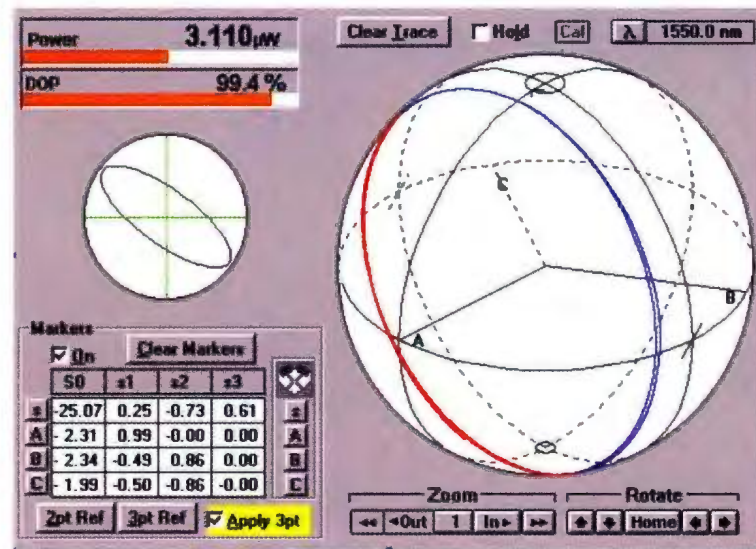 Power 3.110µW
DOP 99.4 %
Clear Trace Hold Cal λ 1550.0 nm
C
B
A
Markers
On Clear Markers
S0 s1 s2 s3
s -25.07 0.25 -0.73 0.61 s
A - 2.31 0.99 -0.00 0.00 A
B - 2.34 -0.49 0.86 0.00 B
C - 1.99 -0.50 -0.86 -0.00 C
2pt Ref 3pt Ref Apply 3pt
Zoom Rotate
Out 1 In Home